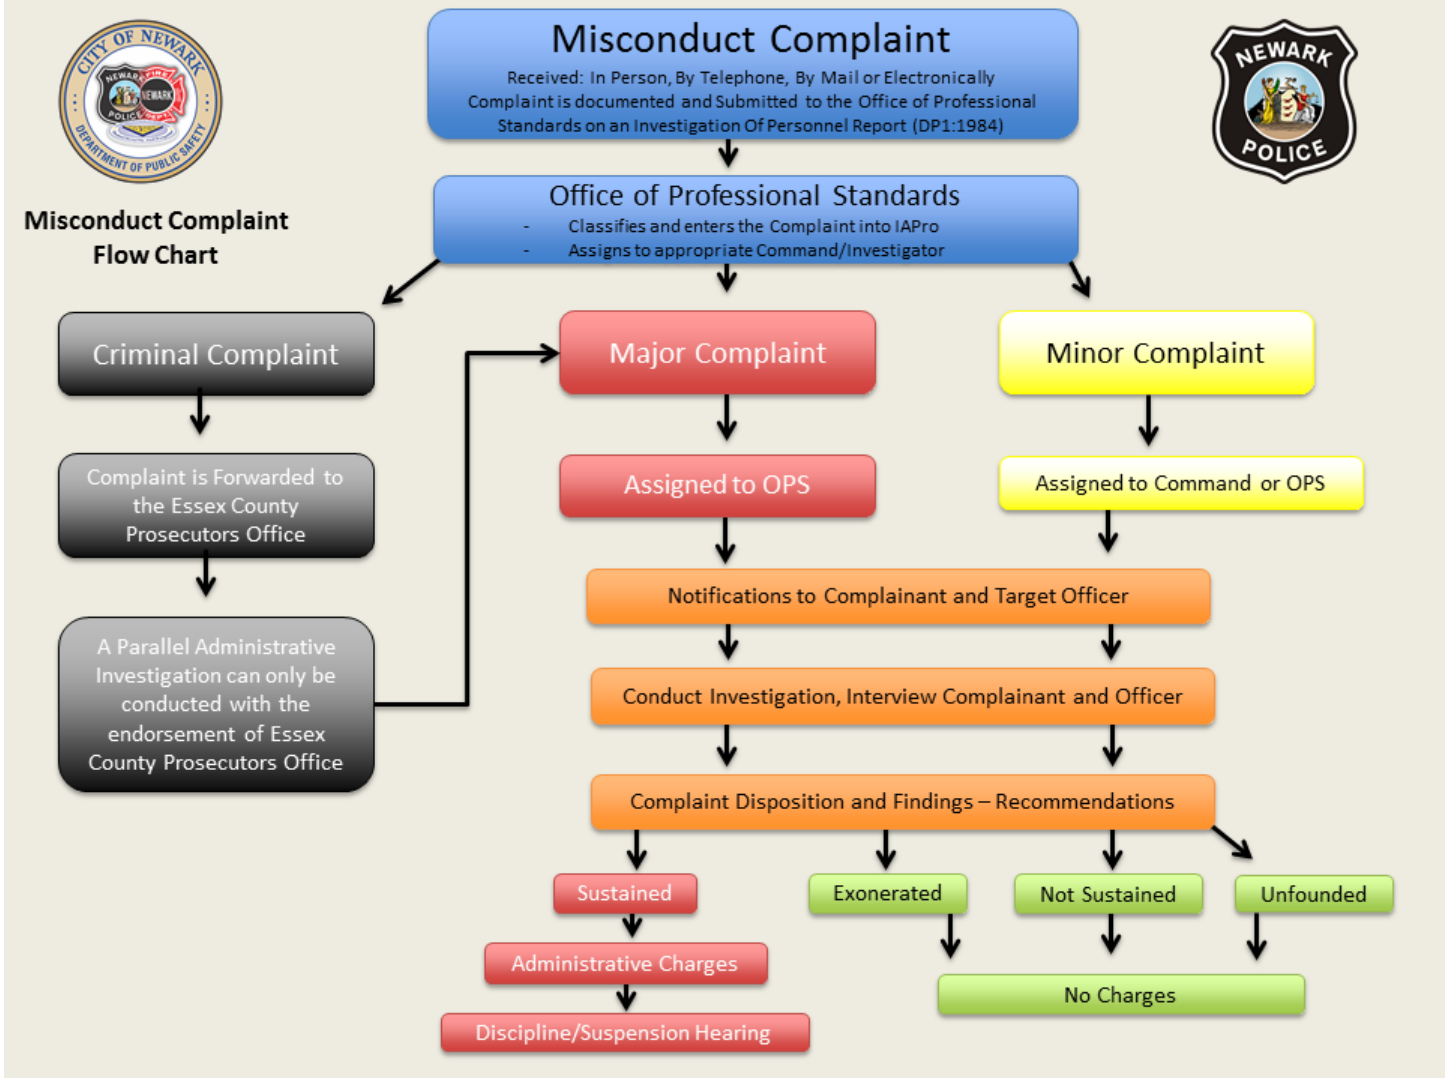 CITY OF NEWARK
NEWARK FIRE
NEWARK
POLICE DEPT.
DEPARTMENT OF PUBLIC SAFETY
Misconduct Complaint
Flow Chart
Misconduct Complaint
Received: In Person, By Telephone, By Mail or Electronically
Complaint is documented and Submitted to the Office of Professional
Standards on an Investigation Of Personnel Report (DP1:1984)
NEWARK
POLICE
Office of Professional Standards
- Classifies and enters the Complaint into IAPro
- Assigns to appropriate Command/Investigator
Criminal Complaint
Major Complaint
Minor Complaint
Complaint is Forwarded to
the Essex County
Prosecutors Office
Assigned to OPS
Assigned to Command or OPS
A Parallel Administrative
Investigation can only be
conducted with the
endorsement of Essex
County Prosecutors Office
Notifications to Complainant and Target Officer
Conduct Investigation, Interview Complainant and Officer
Complaint Disposition and Findings – Recommendations
Sustained
Exonerated
Not Sustained
Unfounded
Administrative Charges
No Charges
Discipline/Suspension Hearing